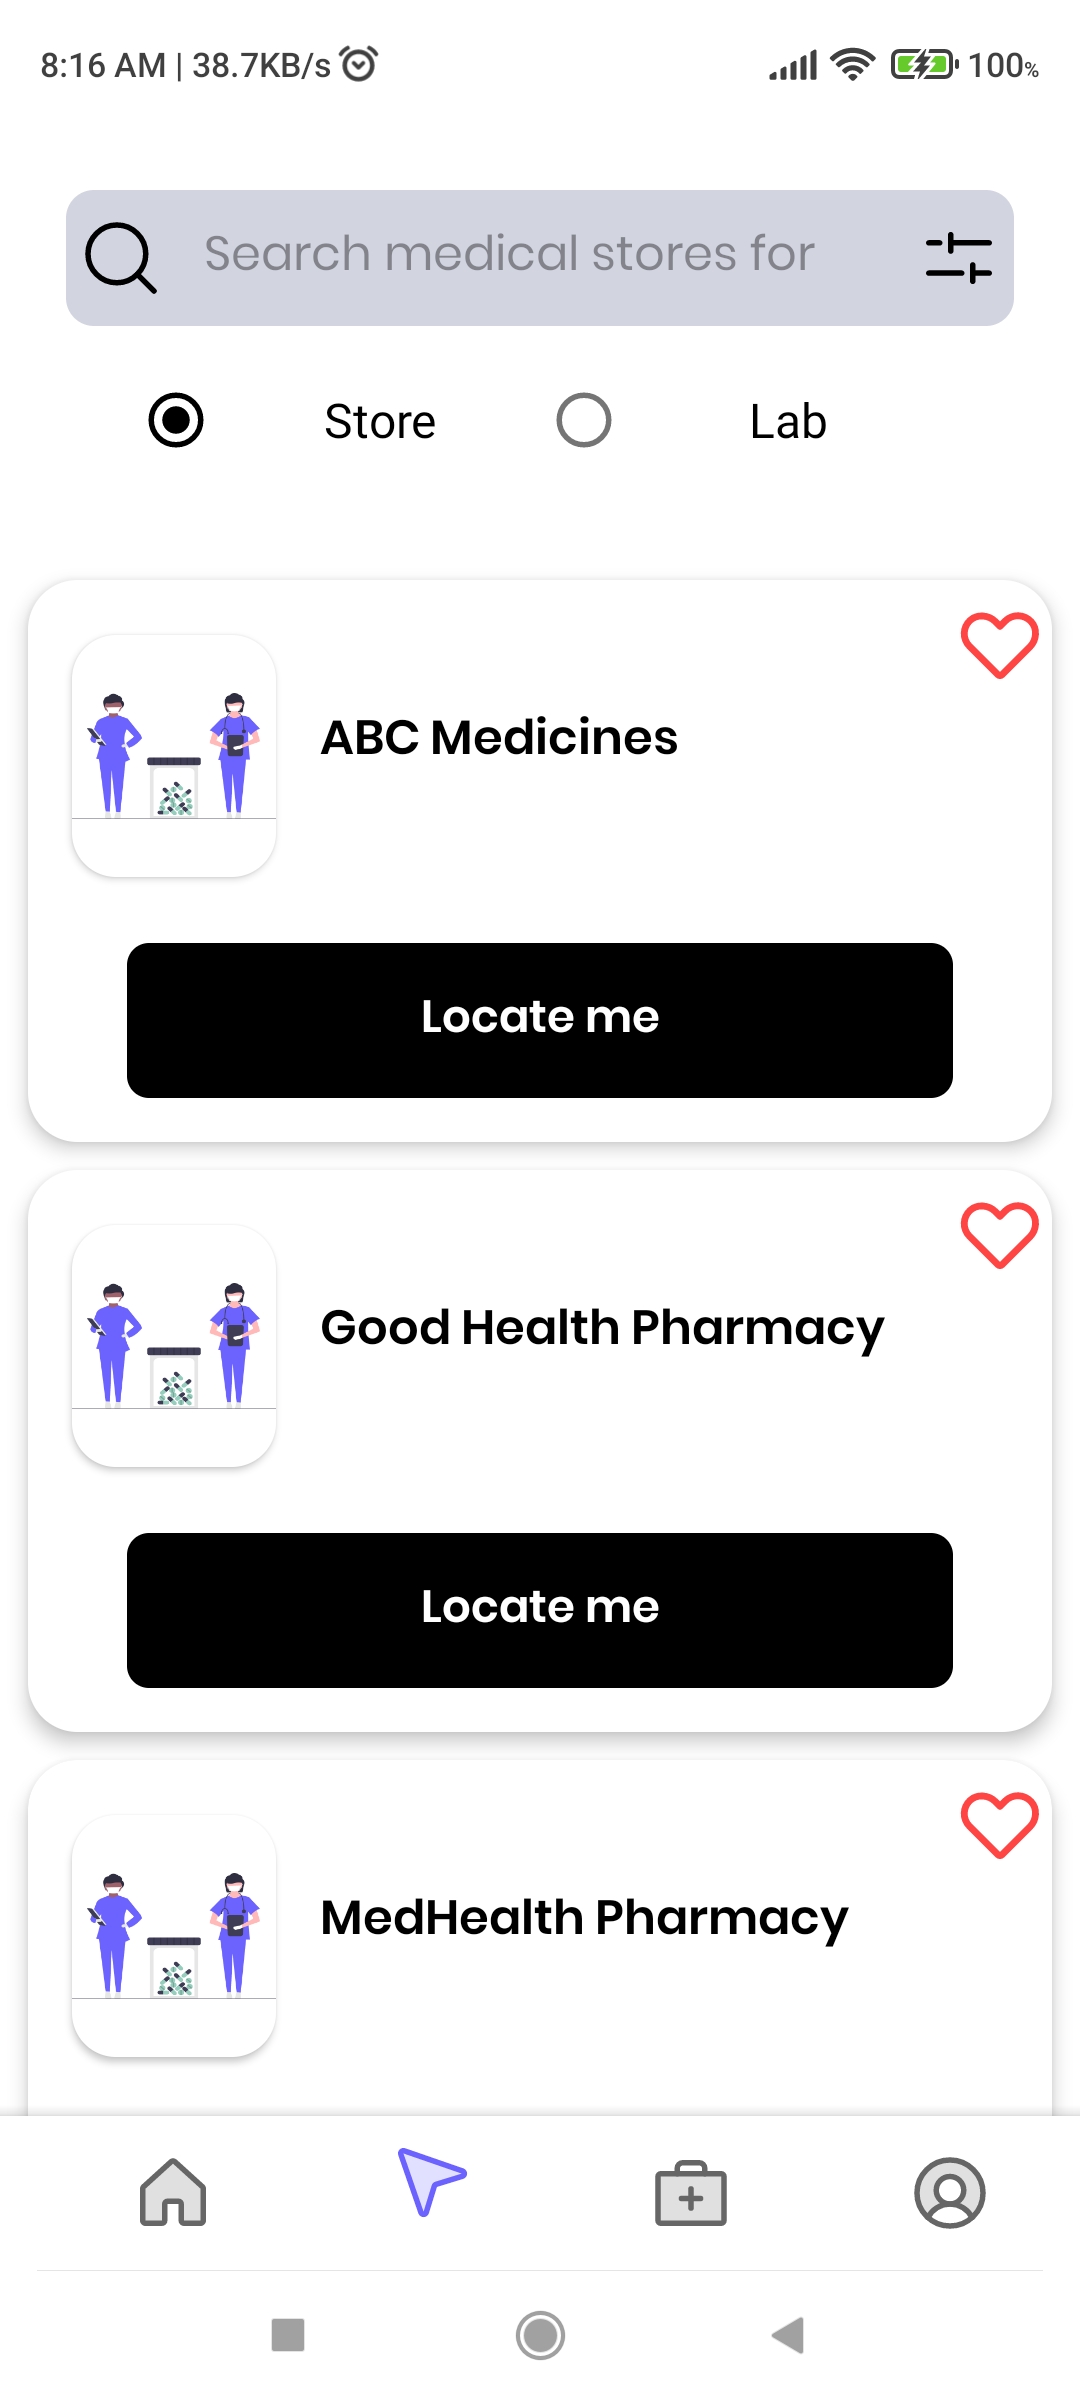 8:16 AM | 38.7KB/s 100%
Search medical stores for
Store Lab
ABC Medicines
Locate me
Good Health Pharmacy
Locate me
MedHealth Pharmacy